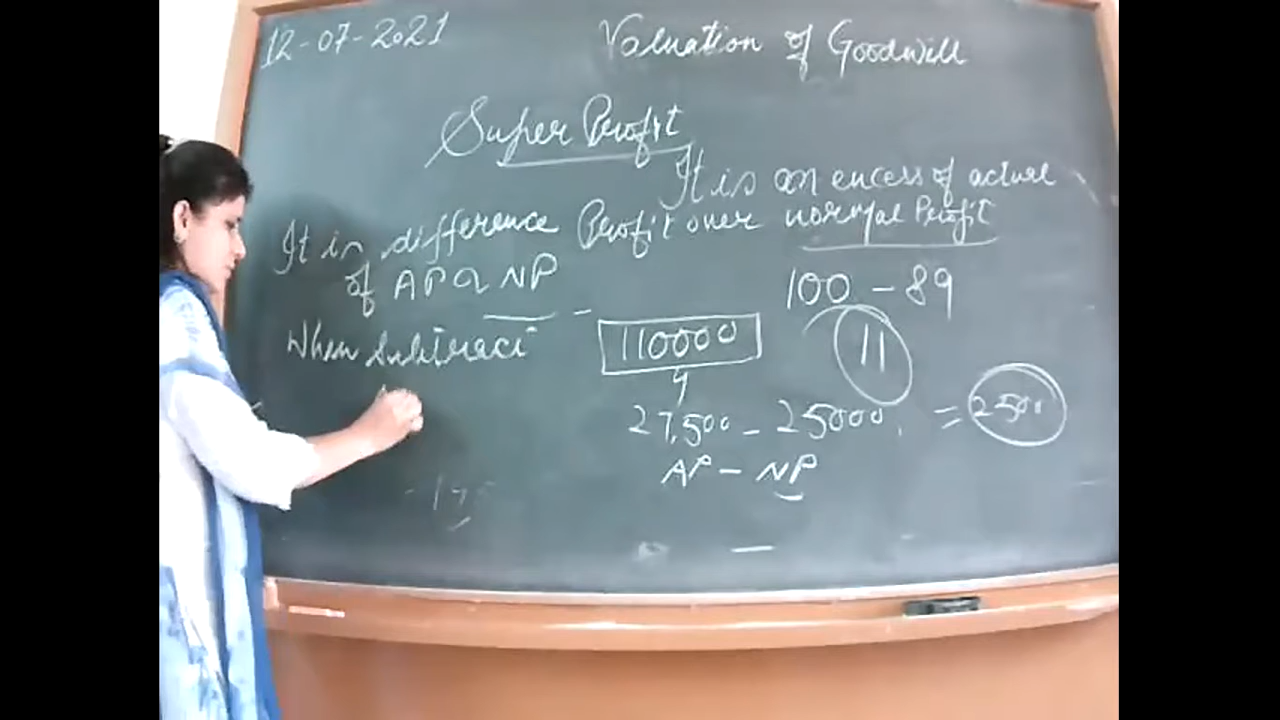 12-07-2021
Valuation of Goodwill
Super Profit
It is an excess of actual
Profit over normal Profit
It is difference
of AP & NP
When Subtract
100 - 89
11
110000
4
27,500 - 25000 = 2500
AP - NP